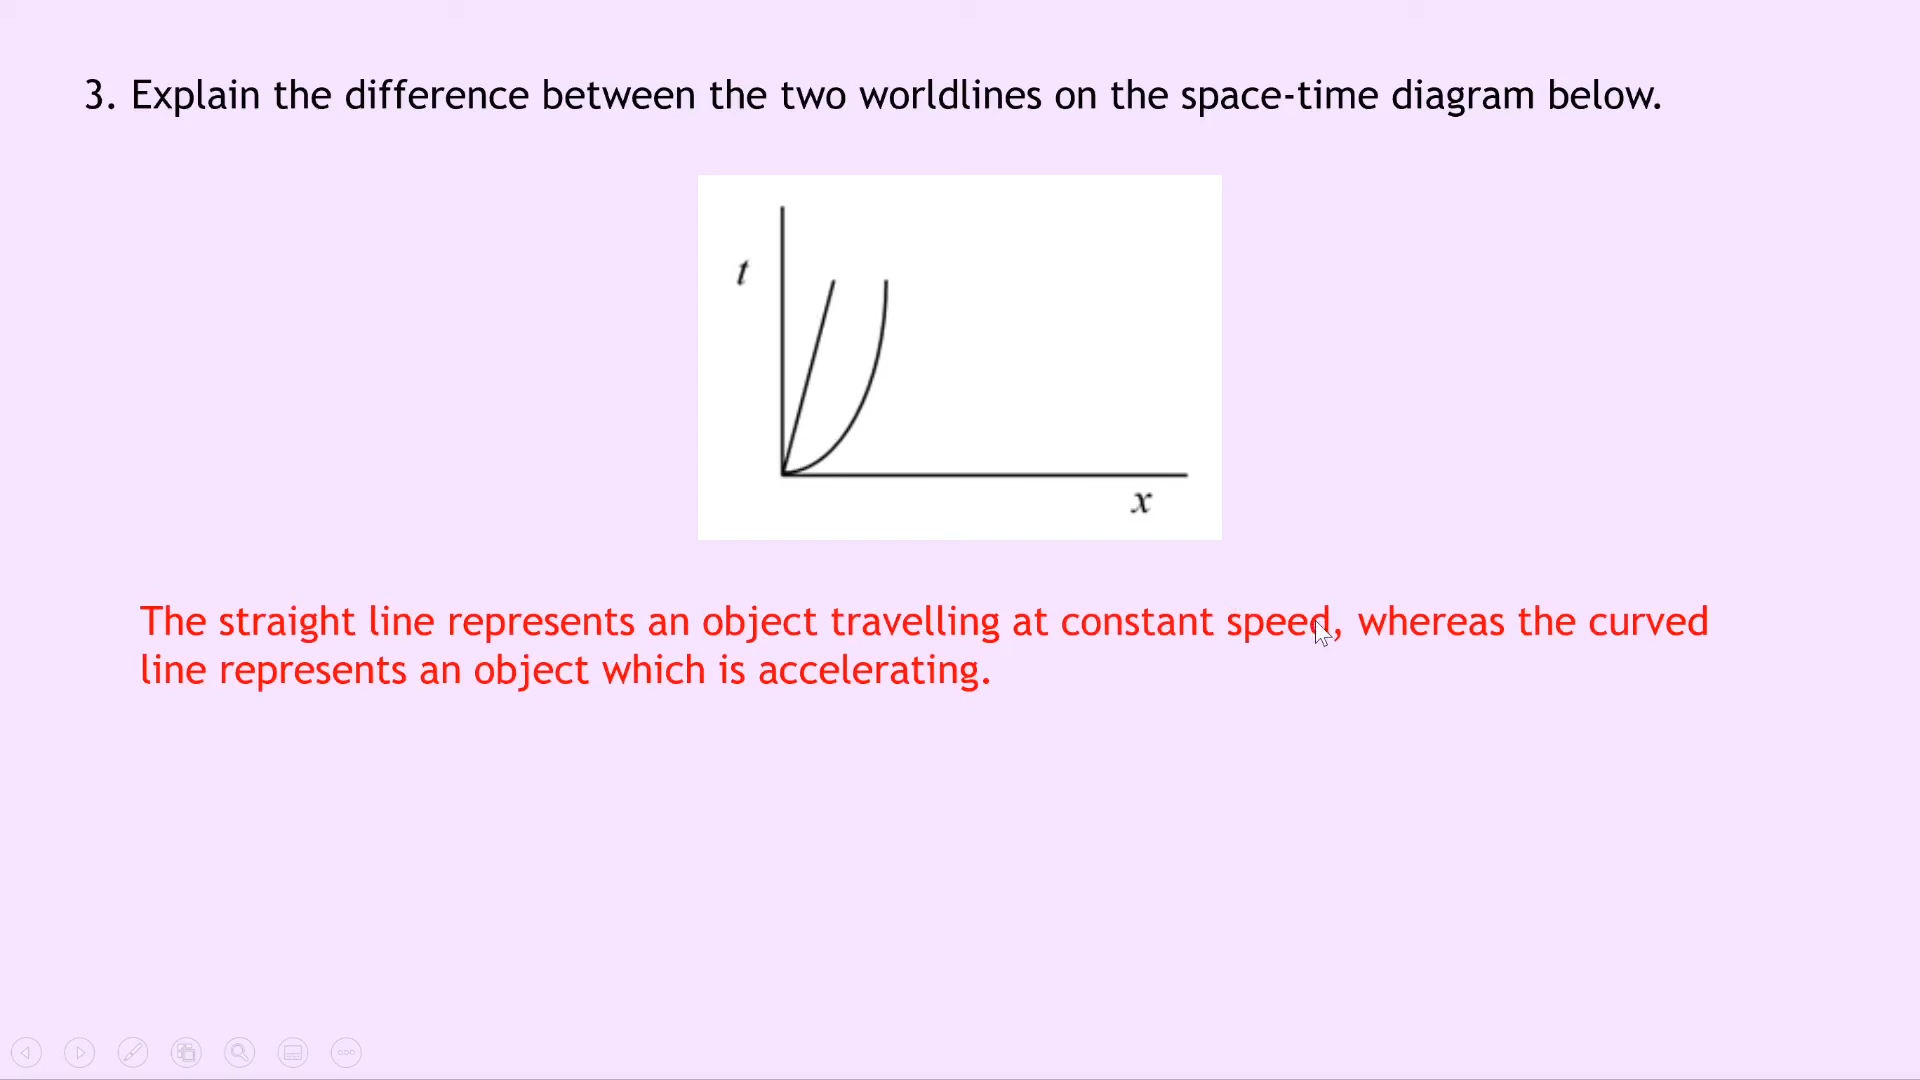 3. Explain the difference between the two worldlines on the space-time diagram below.
t
x
The straight line represents an object travelling at constant speed, whereas the curved
line represents an object which is accelerating.